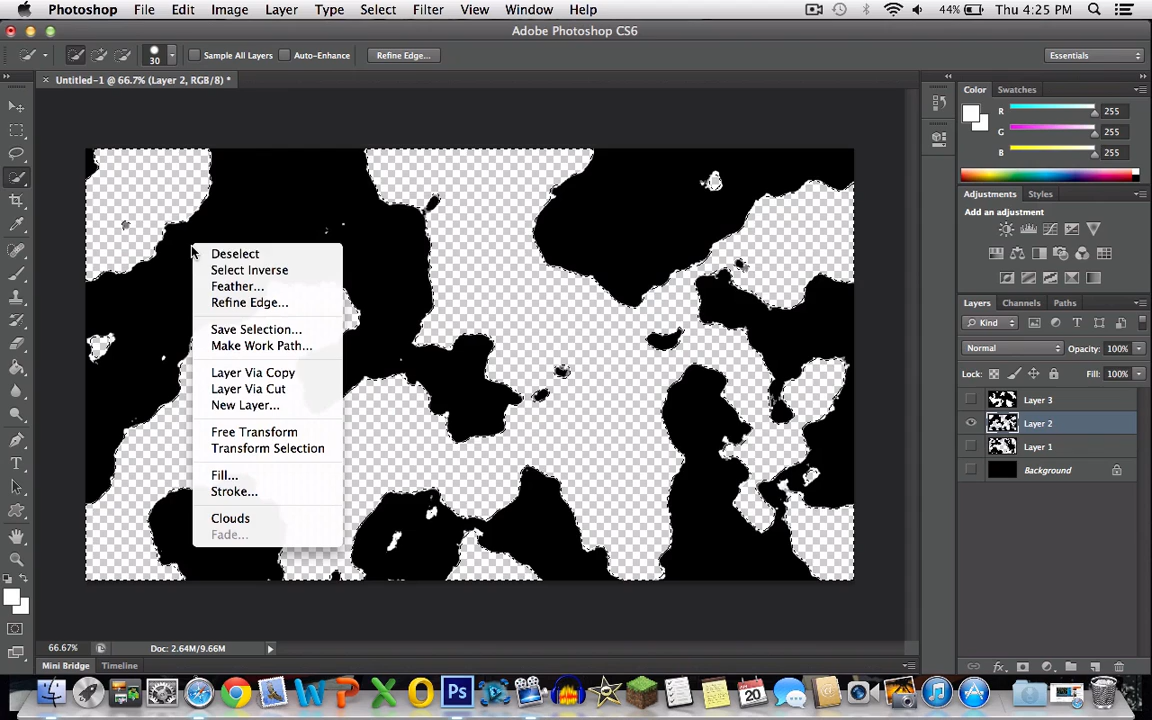 Photoshop File Edit Image Layer Type Select Filter View Window Help 44% Thu 4:25 PM
Adobe Photoshop CS6
30 Sample All Layers Auto-Enhance Refine Edge... Essentials
× Untitled-1 @ 66.7% (Layer 2, RGB/8) *
Deselect
Select Inverse
Feather...
Refine Edge...
Save Selection...
Make Work Path...
Layer Via Copy
Layer Via Cut
New Layer...
Free Transform
Transform Selection
Fill...
Stroke...
Clouds
Fade...
66.67% Doc: 2.64M/9.66M
Mini Bridge Timeline
Color Swatches
R 255
G 255
B 255
Adjustments Styles
Add an adjustment
Layers Channels Paths
Kind
Normal Opacity: 100%
Lock: Fill: 100%
Layer 3
Layer 2
Layer 1
Background
W P X O Ps 20